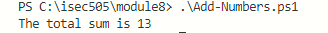 PS C:\isec505\module8> .\Add-Numbers.ps1
The total sum is 13